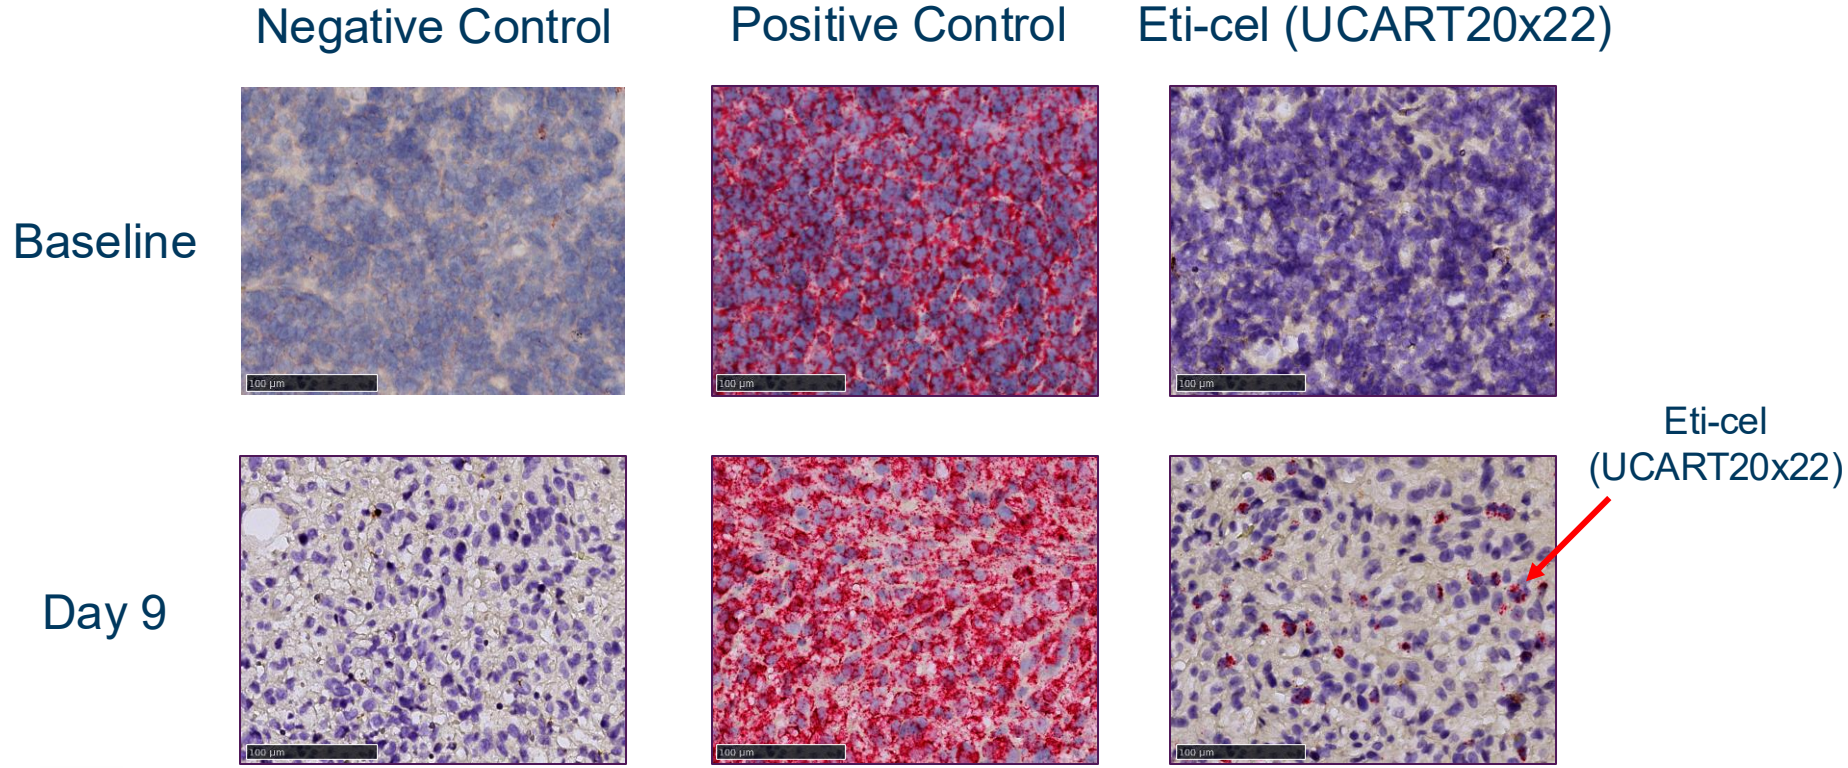 Negative Control
Positive Control
Eti-cel (UCART20x22)
Baseline
100 µm
100 µm
100 µm
Eti-cel
(UCART20x22)
Day 9
100 µm
100 µm
100 µm